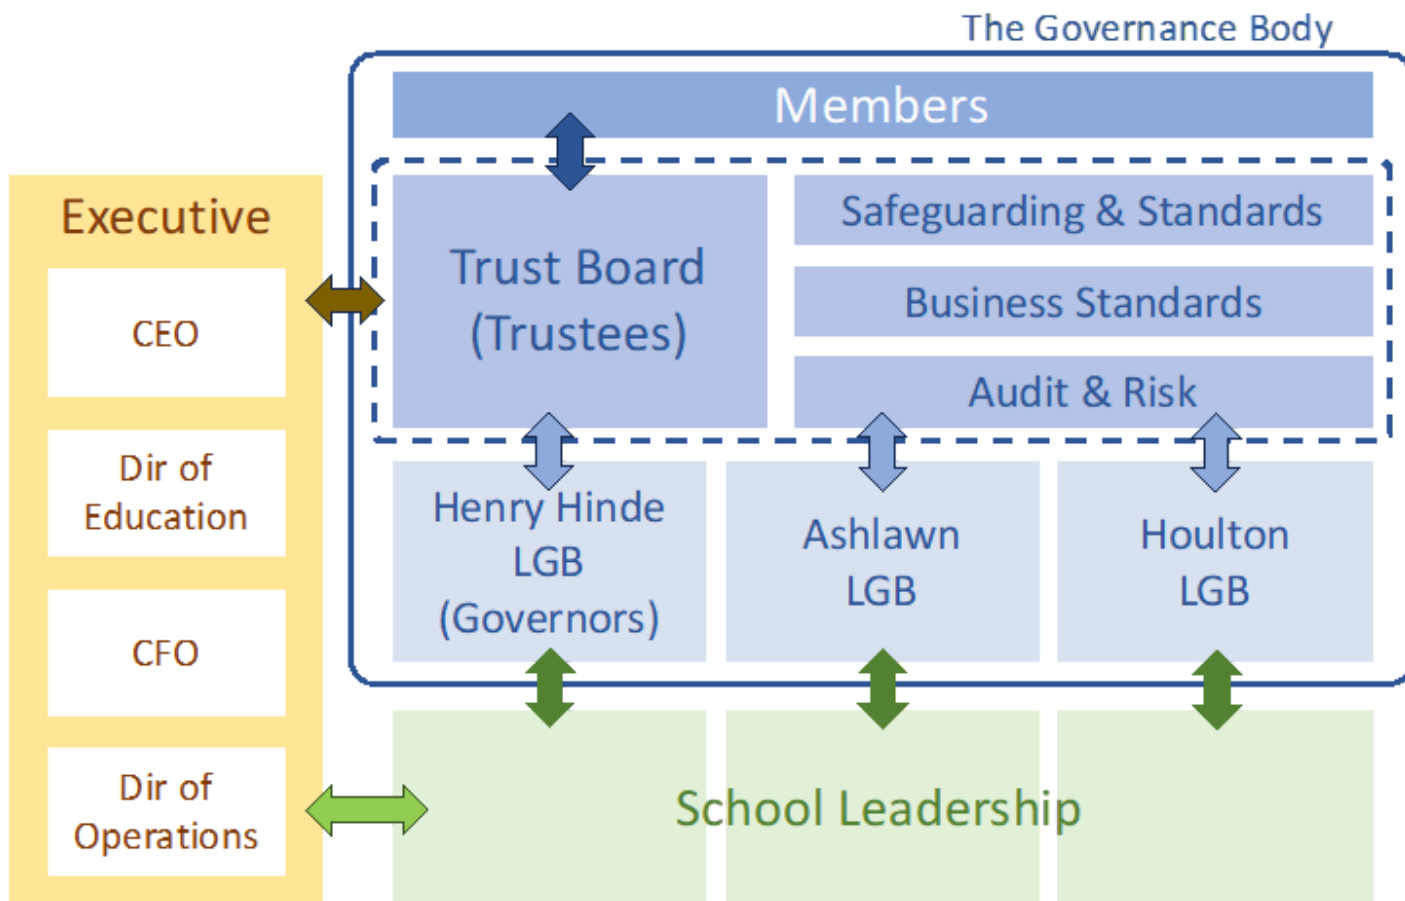 The Governance Body
Members
Executive
CEO
Dir of
Education
CFO
Dir of
Operations
Trust Board
(Trustees)
Safeguarding & Standards
Business Standards
Audit & Risk
Henry Hinde
LGB
(Governors)
Ashlawn
LGB
Houlton
LGB
School Leadership